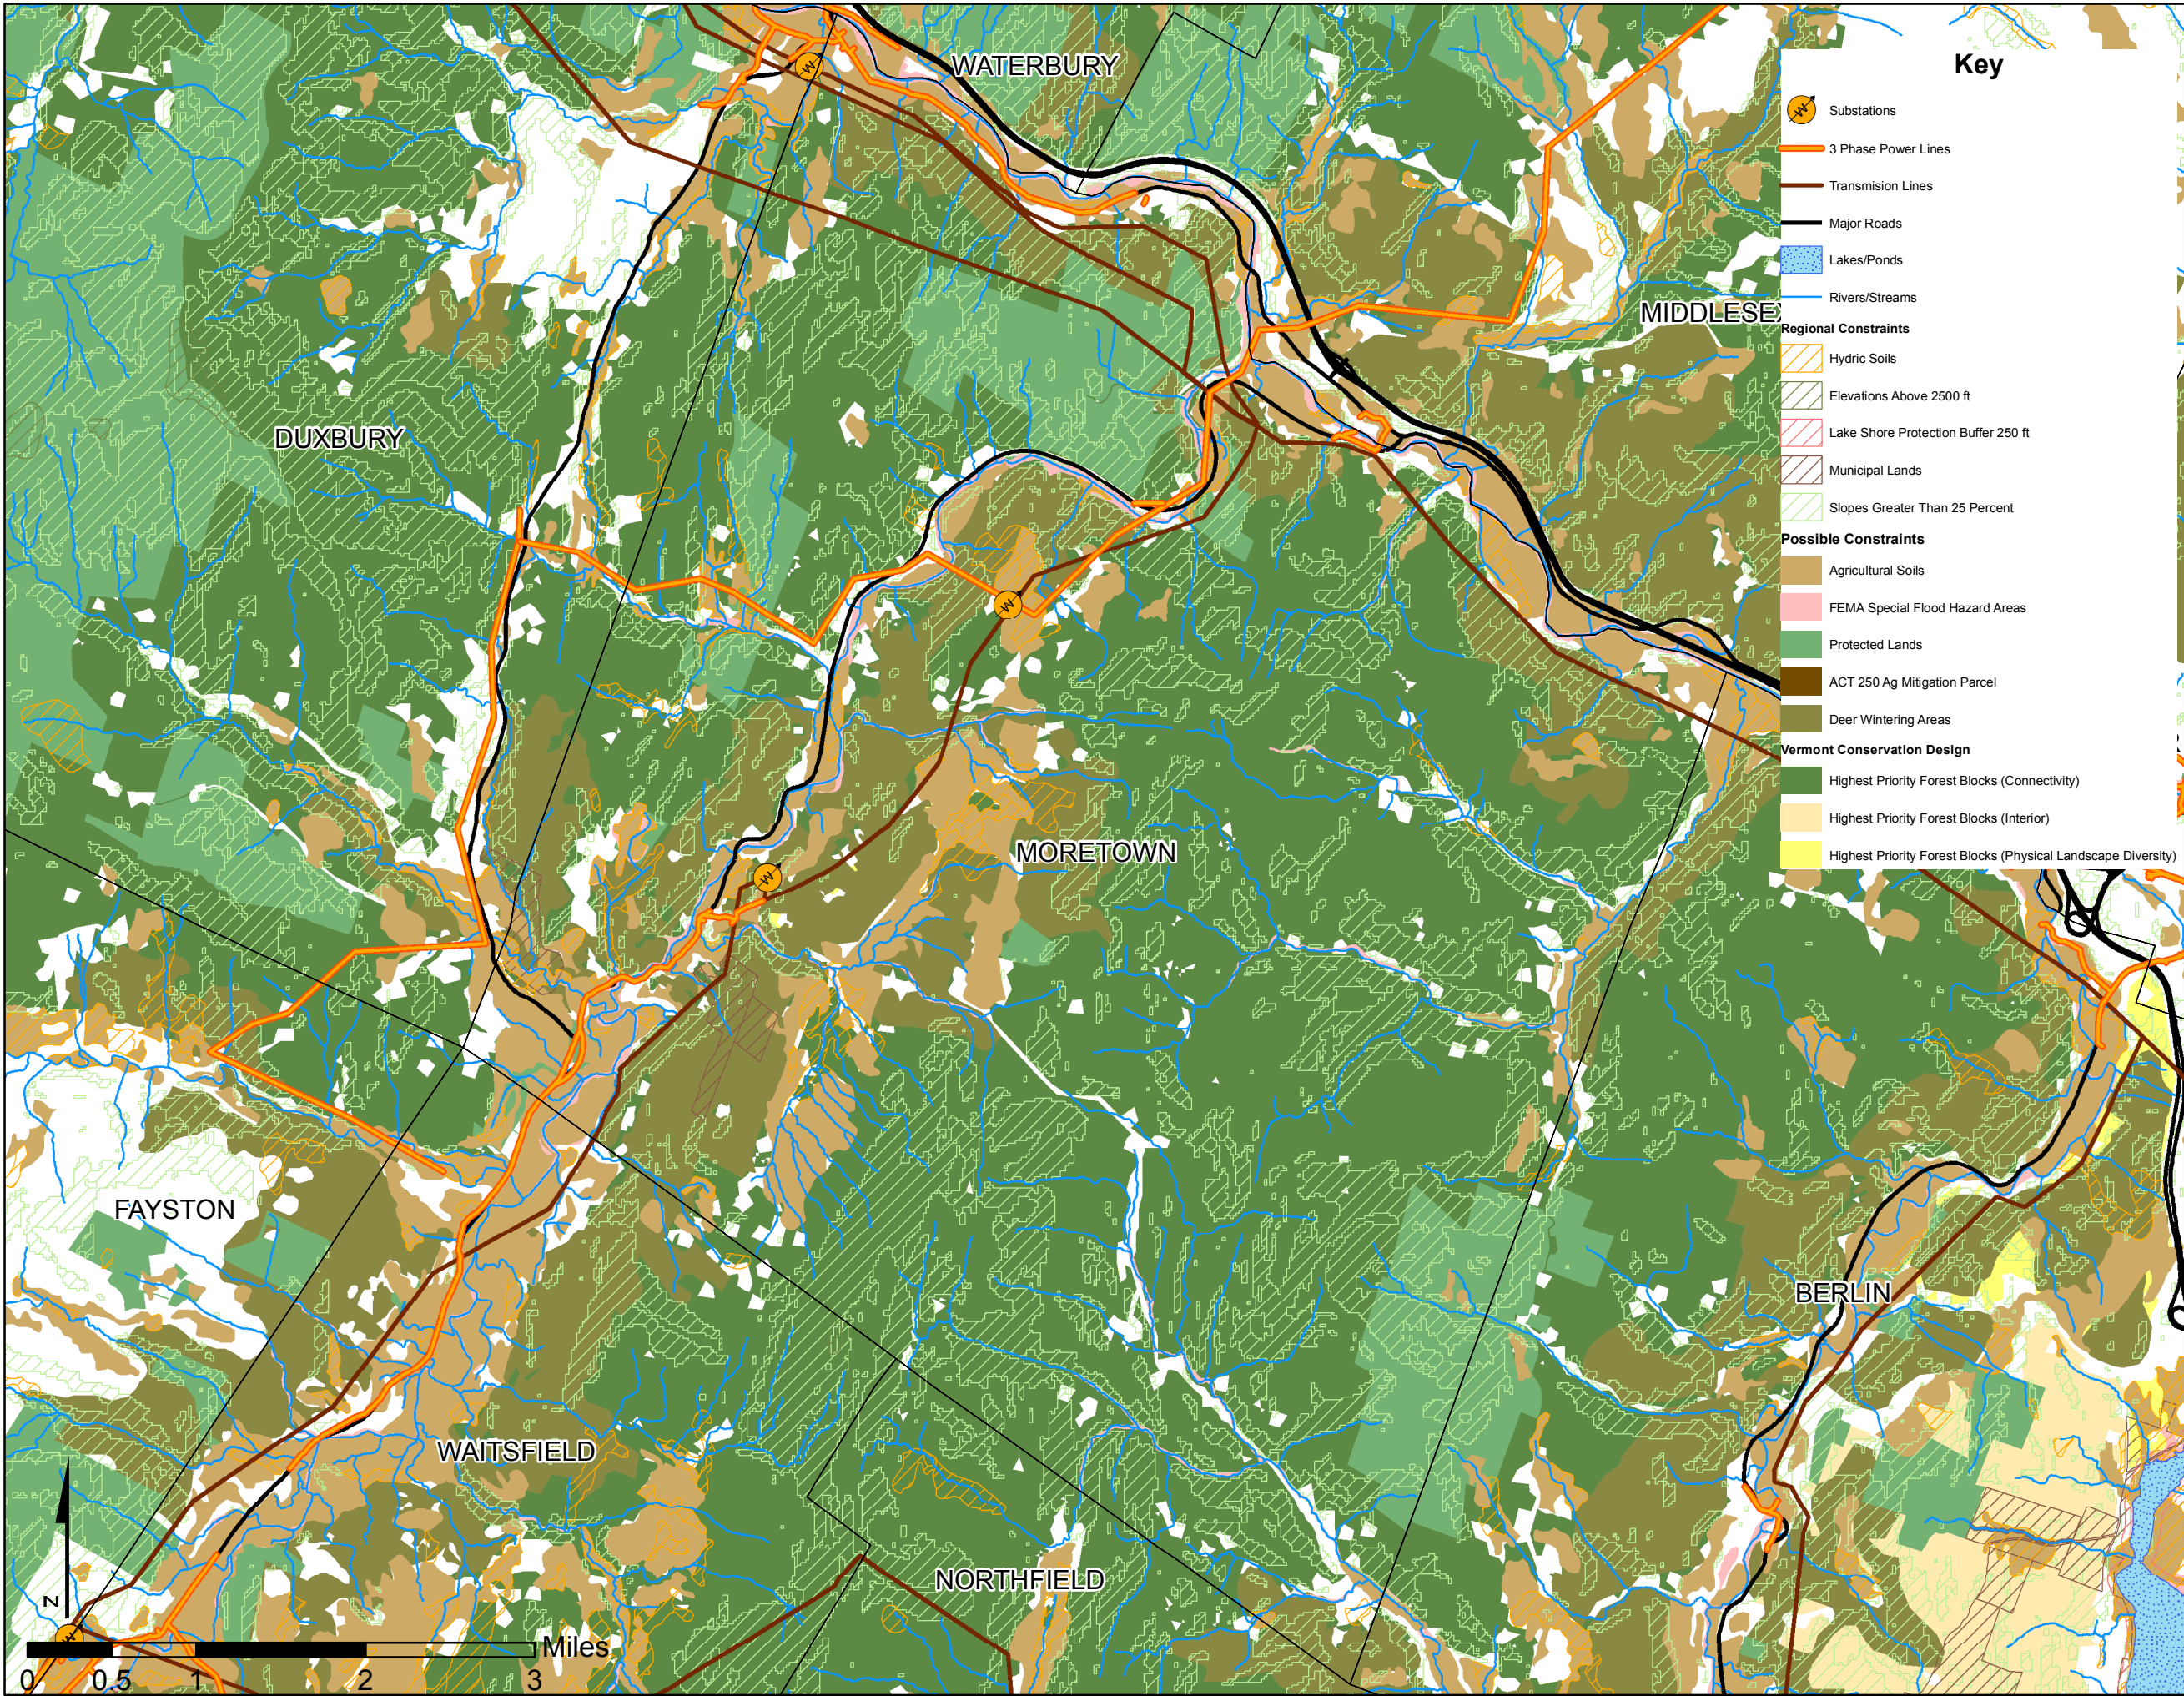 WATERBURY
Key
Substations
3 Phase Power Lines
Transmision Lines
Major Roads
Lakes/Ponds
Rivers/Streams
MIDDLESEX
Regional Constraints
Hydric Soils
Elevations Above 2500 ft
Lake Shore Protection Buffer 250 ft
Municipal Lands
Slopes Greater Than 25 Percent
Possible Constraints
Agricultural Soils
FEMA Special Flood Hazard Areas
Protected Lands
ACT 250 Ag Mitigation Parcel
Deer Wintering Areas
Vermont Conservation Design
Highest Priority Forest Blocks (Connectivity)
Highest Priority Forest Blocks (Interior)
Highest Priority Forest Blocks (Physical Landscape Diversity)
DUXBURY
MORETOWN
FAYSTON
BERLIN
WAITSFIELD
NORTHFIELD
N
Miles
0 0.5 1 2 3